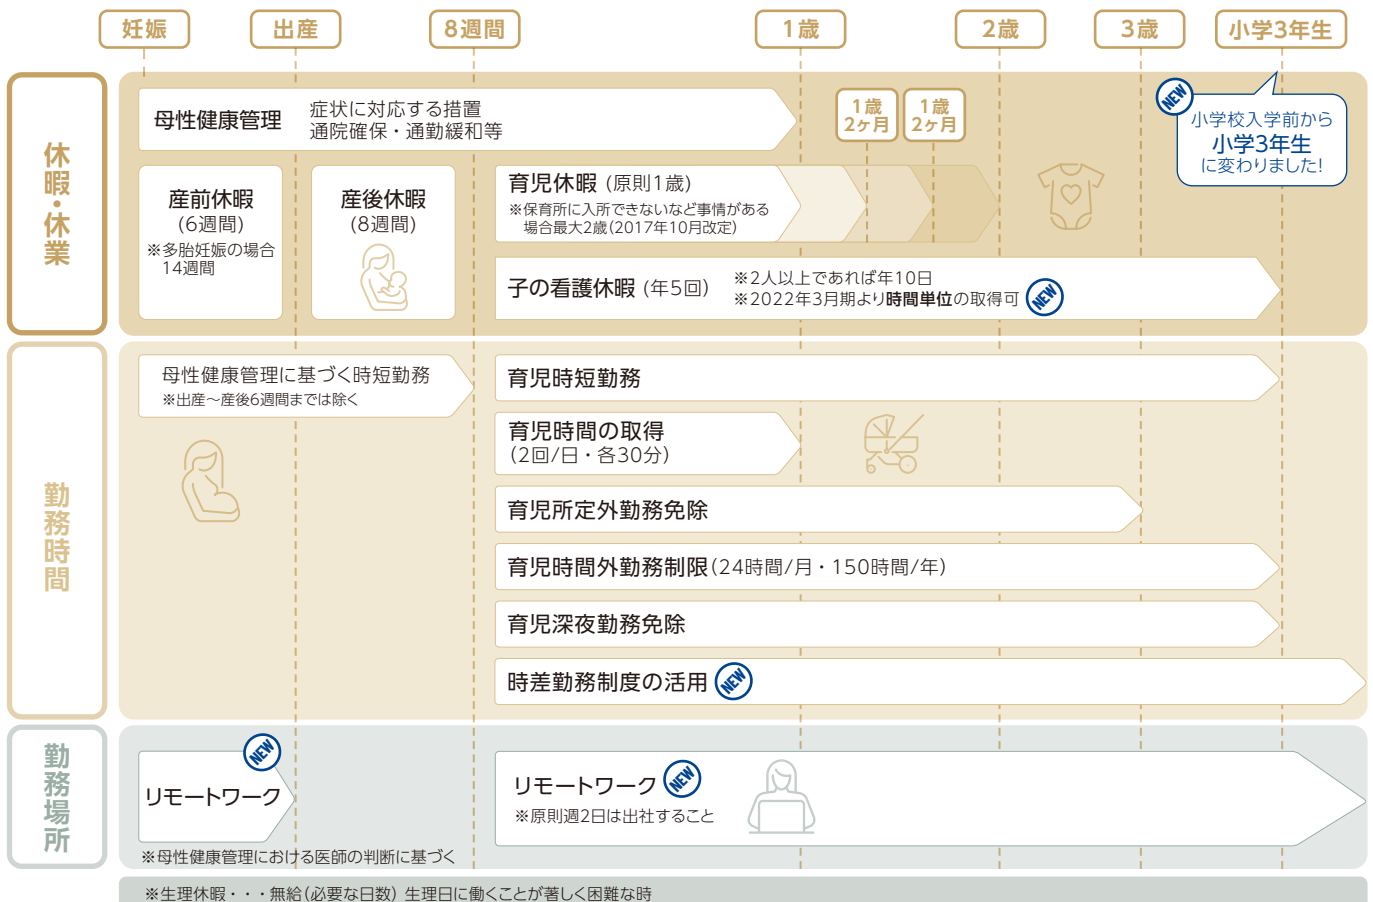 妊娠
出産
8週間
1歳
2歳
3歳
小学3年生
休暇・休業
母性健康管理
症状に対応する措置
通院確保・通勤緩和等
1歳
2ヶ月
1歳
2ヶ月
NEW
小学校入学前から
小学3年生
に変わりました!
産前休暇
(6週間)
※多胎妊娠の場合
14週間
産後休暇
(8週間)
育児休暇 (原則1歳)
※保育所に入所できないなど事情がある
場合最大2歳(2017年10月改定)
子の看護休暇 (年5回)
※2人以上であれば年10日
※2022年3月期より時間単位の取得可 NEW
勤務時間
母性健康管理に基づく時短勤務
※出産〜産後6週間までは除く
育児時短勤務
育児時間の取得
(2回/日・各30分)
育児所定外勤務免除
育児時間外勤務制限(24時間/月・150時間/年)
育児深夜勤務免除
時差勤務制度の活用 NEW
勤務場所
NEW
リモートワーク
※母性健康管理における医師の判断に基づく
リモートワーク NEW
※原則週2日は出社すること
※生理休暇・・・無給(必要な日数) 生理日に働くことが著しく困難な時